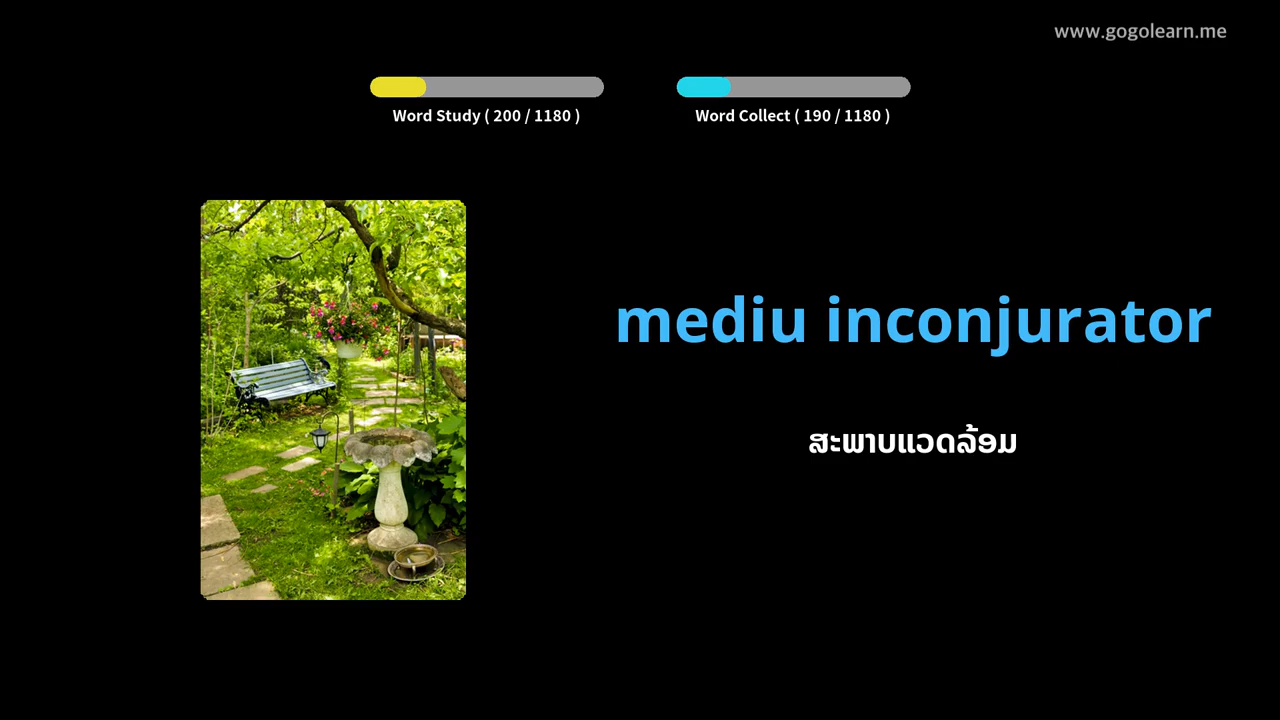 www.gogolearn.me
Word Study ( 200 / 1180 )
Word Collect ( 190 / 1180 )
mediu inconjurator
ສະພາບແວດລ້ອມ